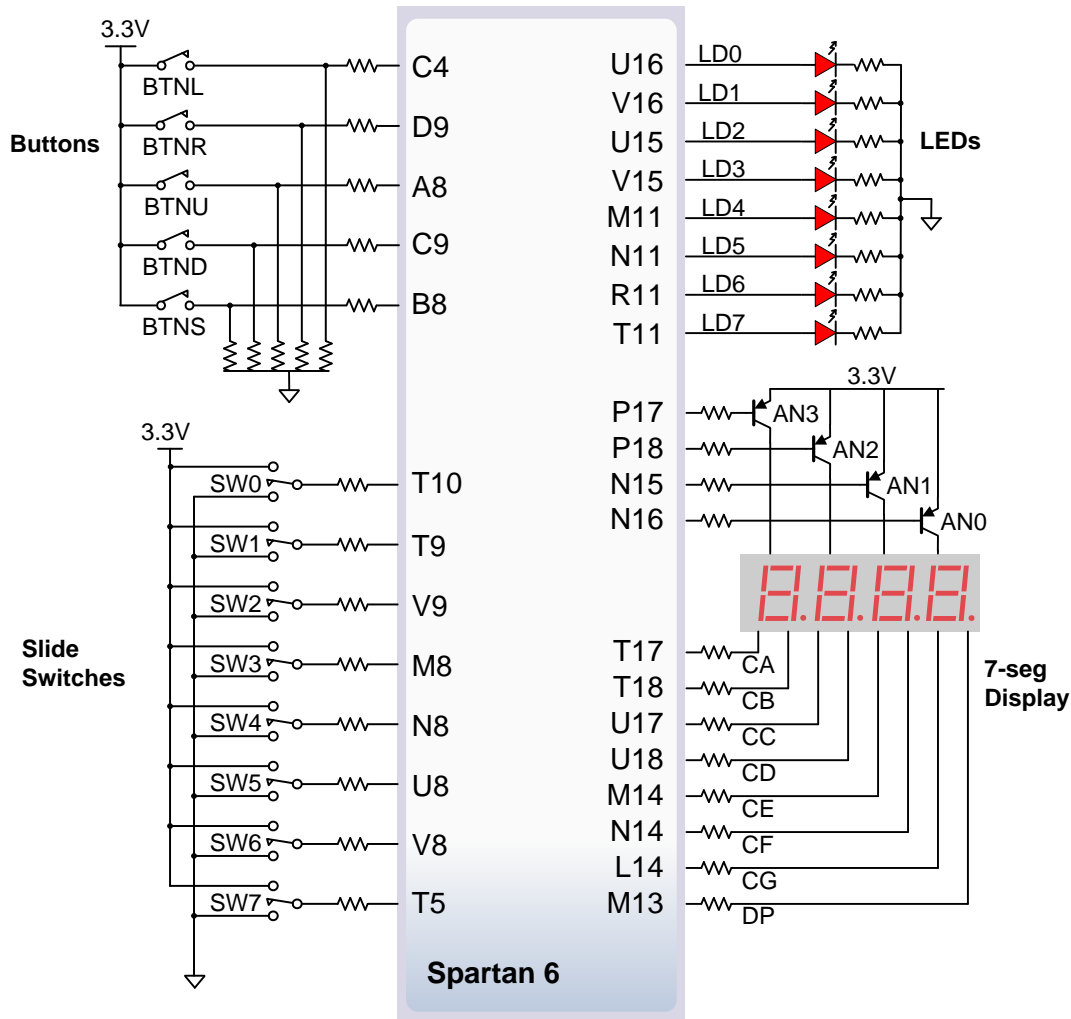 3.3V
BTNL
C4
BTNR
D9
Buttons
BTNU
A8
BTND
C9
BTNS
B8
3.3V
SW0
T10
SW1
T9
SW2
V9
Slide
Switches
SW3
M8
SW4
N8
SW5
U8
SW6
V8
SW7
T5
Spartan 6
U16
LD0
V16
LD1
U15
LD2
LEDs
V15
LD3
M11
LD4
N11
LD5
R11
LD6
T11
LD7
3.3V
P17
AN3
P18
AN2
N15
AN1
N16
AN0
8.8.8.8.
T17
CA
T18
CB
U17
CC
U18
CD
M14
CE
N14
CF
L14
CG
M13
DP
7-seg
Display